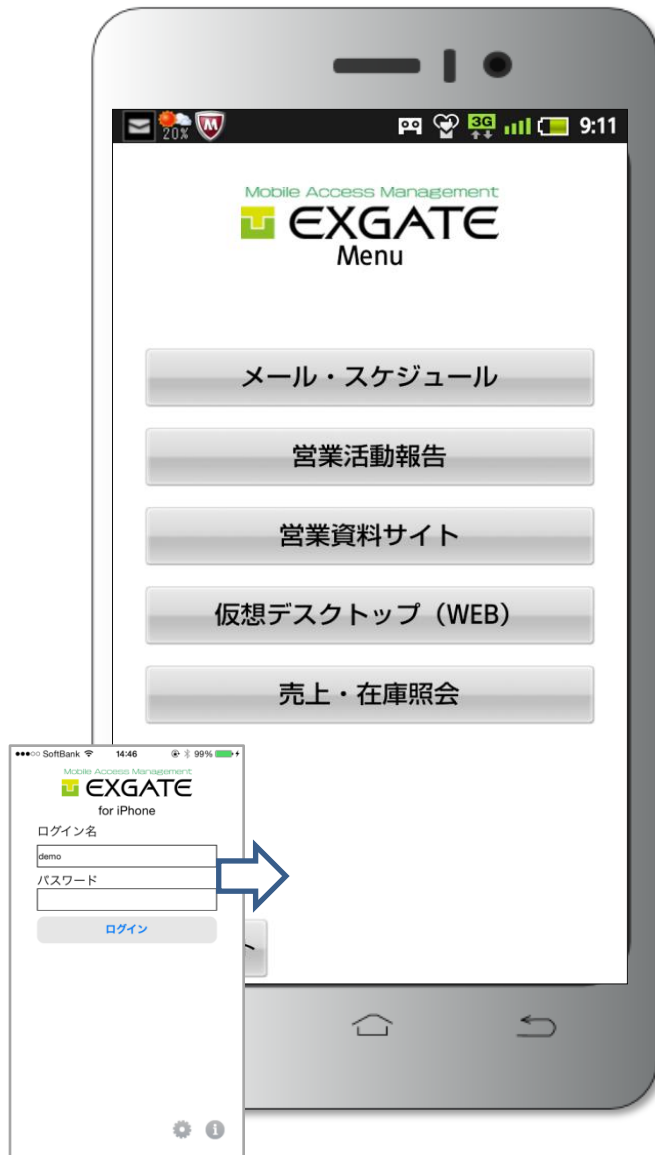 20%
3G
9:11
Mobile Access Management
EXGATE
Menu
メール・スケジュール
営業活動報告
営業資料サイト
仮想デスクトップ（WEB）
売上・在庫照会
SoftBank
14:46
99%
Mobile Access Management
EXGATE
for iPhone
ログイン名
demo
パスワード
ログイン